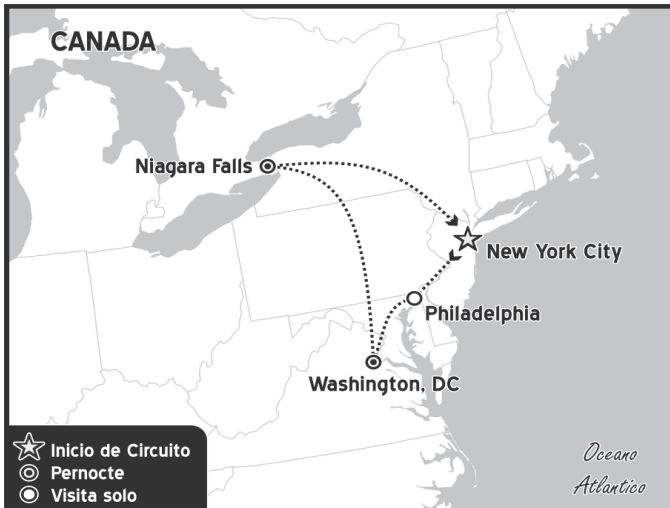 CANADA
Niagara Falls
New York City
Philadelphia
Washington, DC
Inicio de Circuito
Pernocte
Visita solo
Oceano
Atlantico